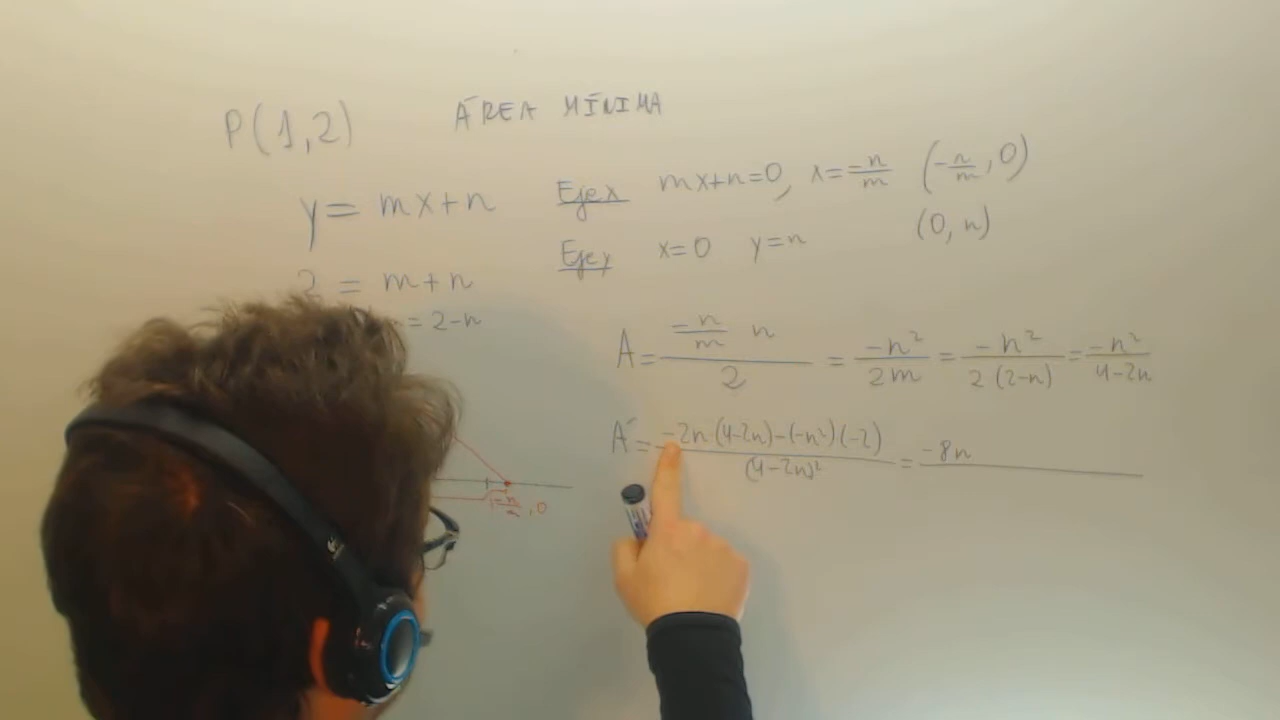 P(1,2) ÁREA MÍNIMA
y = mx+n
2 = m+n
= 2-n
Eje x mx+n=0, x= -n/m (-n/m, 0)
Eje y x=0 y=n (0, n)
A = (-n/m n)/2 = -n²/2m = -n²/2(2-n) = -n²/4-2n
A' = -2n·(4-2n)-(-n²)(-2)/(4-2n)² = -8n
-n/m, 0